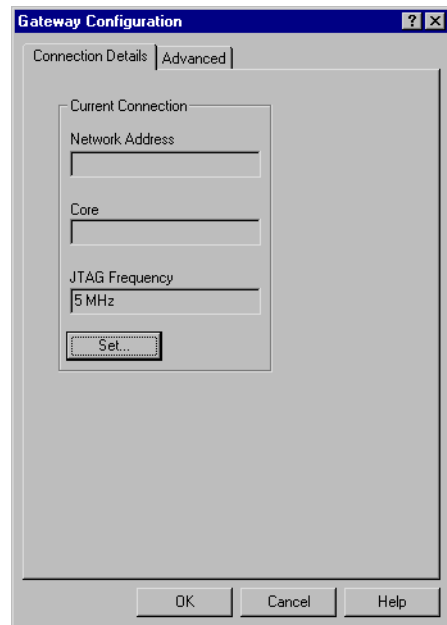 Gateway Configuration
Connection Details
Advanced
Current Connection
Network Address
Core
JTAG Frequency
5 MHz
Set...
OK
Cancel
Help